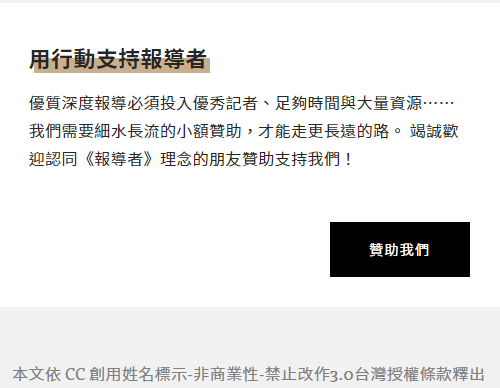 用行動支持報導者
優質深度報導必須投入優秀記者、足夠時間與大量資源⋯⋯
我們需要細水長流的小額贊助，才能走更長遠的路。 竭誠歡
迎認同《報導者》理念的朋友贊助支持我們！
贊助我們
本文依 CC 創用姓名標示-非商業性-禁止改作3.0台灣授權條款釋出